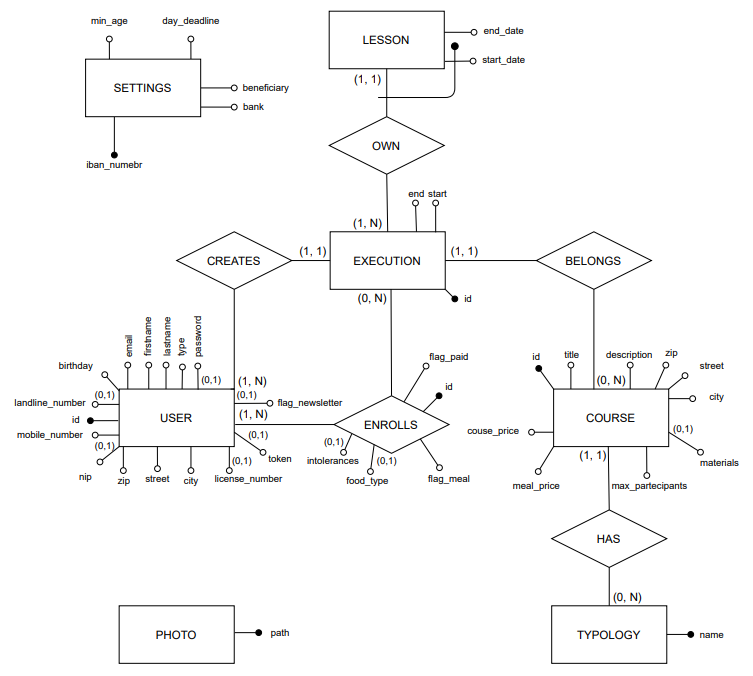 min_age
day_deadline
SETTINGS
beneficiary
bank
iban_numebr
LESSON
end_date
start_date
(1, 1)
OWN
(1, N)
end start
CREATES
(1, 1)
EXECUTION
(1, 1)
BELONGS
(0, N)
id
birthday
email
firstname
lastname
type
password
(0,1)
(1, N)
landline_number
(0,1)
(0,1)
flag_newsletter
id
USER
(1, N)
mobile_number
(0,1)
(0,1)
token
nip
zip
street
city
(0,1)
license_number
flag_paid
id
ENROLLS
(0,1)
intolerances
(0,1)
food_type
flag_meal
id
title
description
zip
street
(0, N)
city
couse_price
COURSE
(0,1)
materials
(1, 1)
meal_price
max_partecipants
HAS
(0, N)
PHOTO
path
TYPOLOGY
name